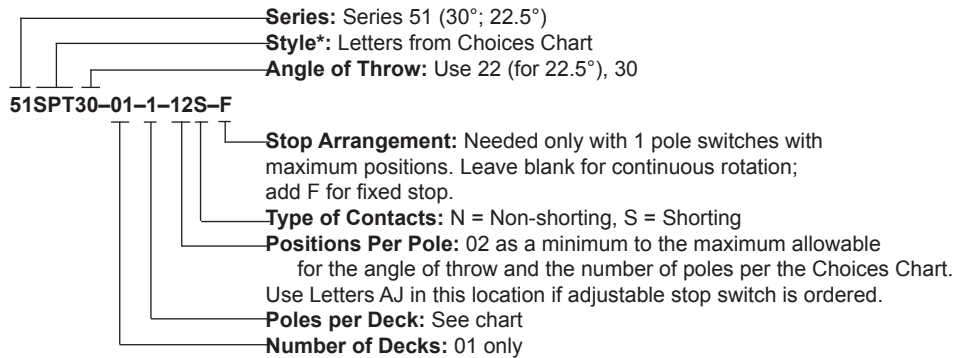 Series: Series 51 (30°; 22.5°)
Style*: Letters from Choices Chart
Angle of Throw: Use 22 (for 22.5°), 30
51SPT30–01–1–12S–F
Stop Arrangement: Needed only with 1 pole switches with
maximum positions. Leave blank for continuous rotation;
add F for fixed stop.
Type of Contacts: N = Non-shorting, S = Shorting
Positions Per Pole: 02 as a minimum to the maximum allowable
for the angle of throw and the number of poles per the Choices Chart.
Use Letters AJ in this location if adjustable stop switch is ordered.
Poles per Deck: See chart
Number of Decks: 01 only